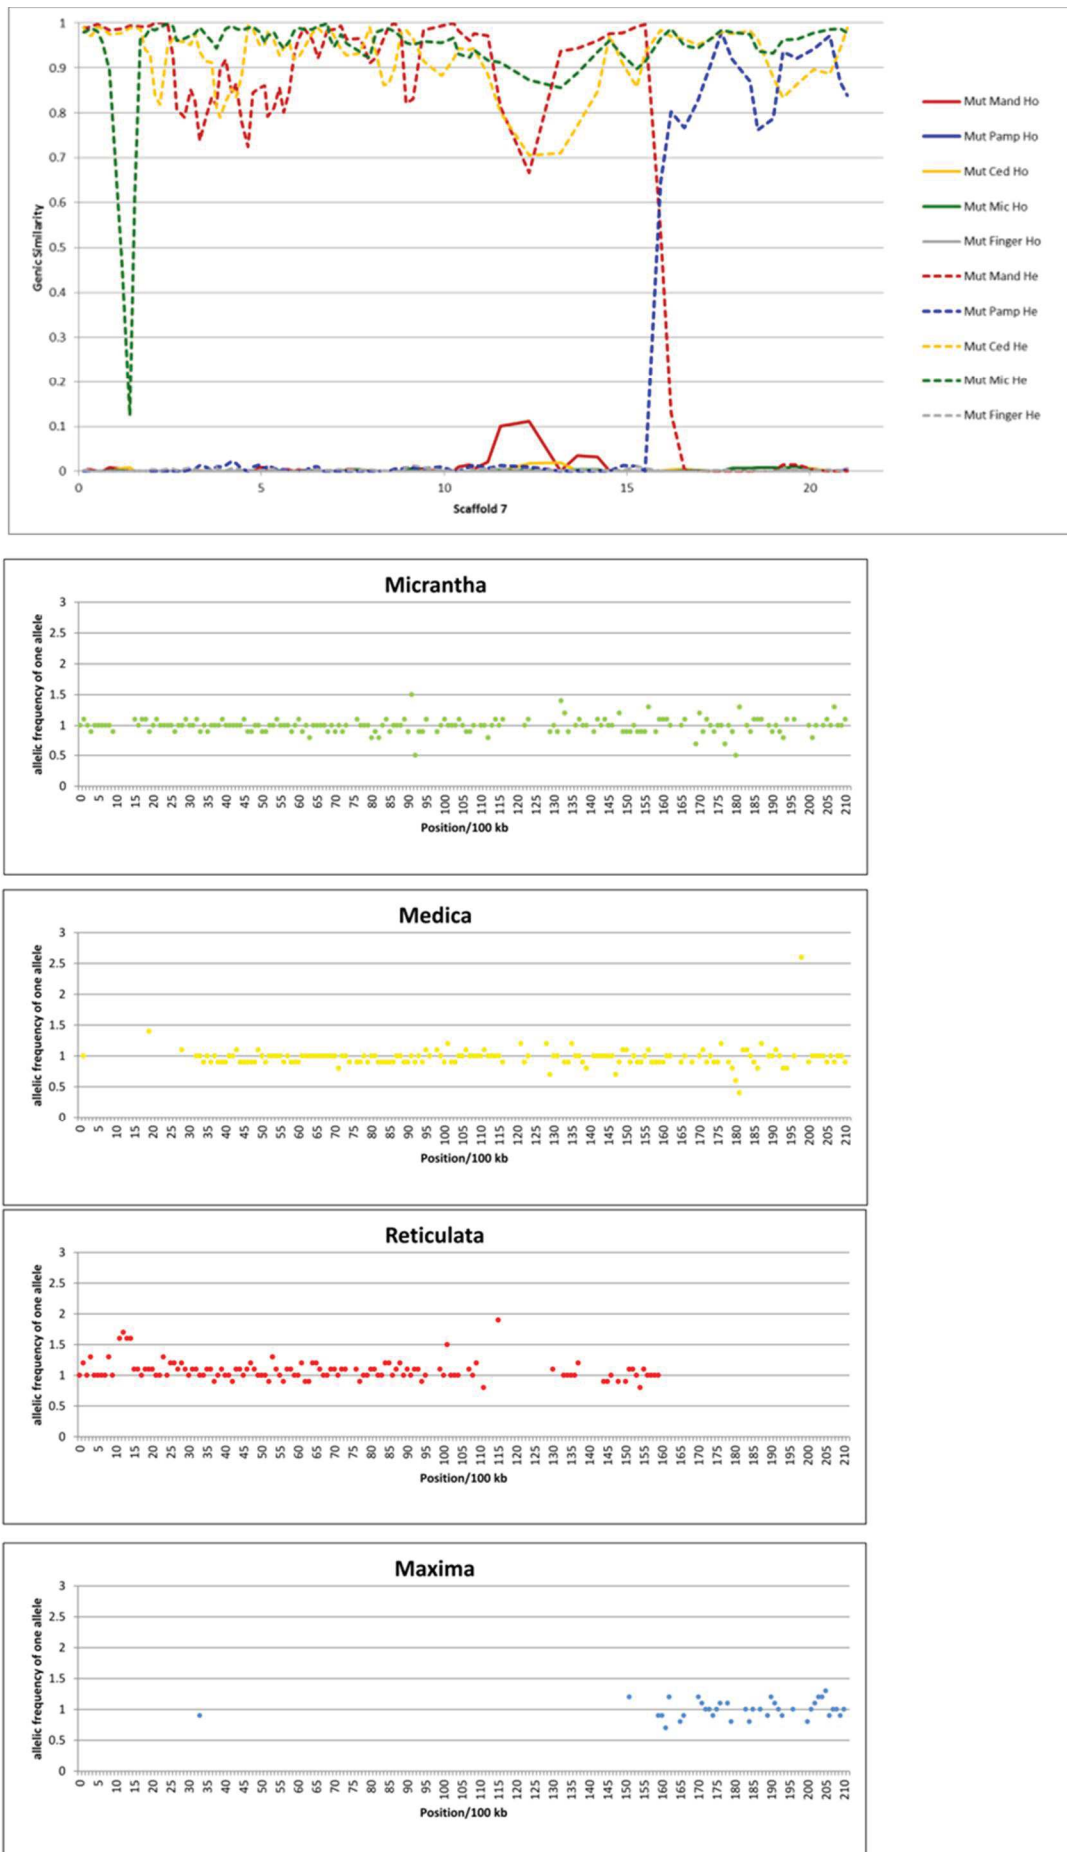 1
0.9
0.8
0.7
0.6
0.5
0.4
0.3
0.2
0.1
0
Genic Similarity
0 5 10 15 20
Scaffold 7
Mut Mand Ho
Mut Pamp Ho
Mut Ced Ho
Mut Mic Ho
Mut Finger Ho
Mut Mand He
Mut Pamp He
Mut Ced He
Mut Mic He
Mut Finger He
Micrantha
allelic frequency of one allele
3
2.5
2
1.5
1
0.5
0
0 5 10 15 20 25 30 35 40 45 50 55 60 65 70 75 80 85 90 95 100 105 110 115 120 125 130 135 140 145 150 155 160 165 170 175 180 185 190 195 200 205 210
Position/100 kb
Medica
allelic frequency of one allele
3
2.5
2
1.5
1
0.5
0
0 5 10 15 20 25 30 35 40 45 50 55 60 65 70 75 80 85 90 95 100 105 110 115 120 125 130 135 140 145 150 155 160 165 170 175 180 185 190 195 200 205 210
Position/100 kb
Reticulata
allelic frequency of one allele
3
2.5
2
1.5
1
0.5
0
0 5 10 15 20 25 30 35 40 45 50 55 60 65 70 75 80 85 90 95 100 105 110 115 120 125 130 135 140 145 150 155 160 165 170 175 180 185 190 195 200 205 210
Position/100 kb
Maxima
allelic frequency of one allele
3
2.5
2
1.5
1
0.5
0
0 5 10 15 20 25 30 35 40 45 50 55 60 65 70 75 80 85 90 95 100 105 110 115 120 125 130 135 140 145 150 155 160 165 170 175 180 185 190 195 200 205 210
Position/100 kb